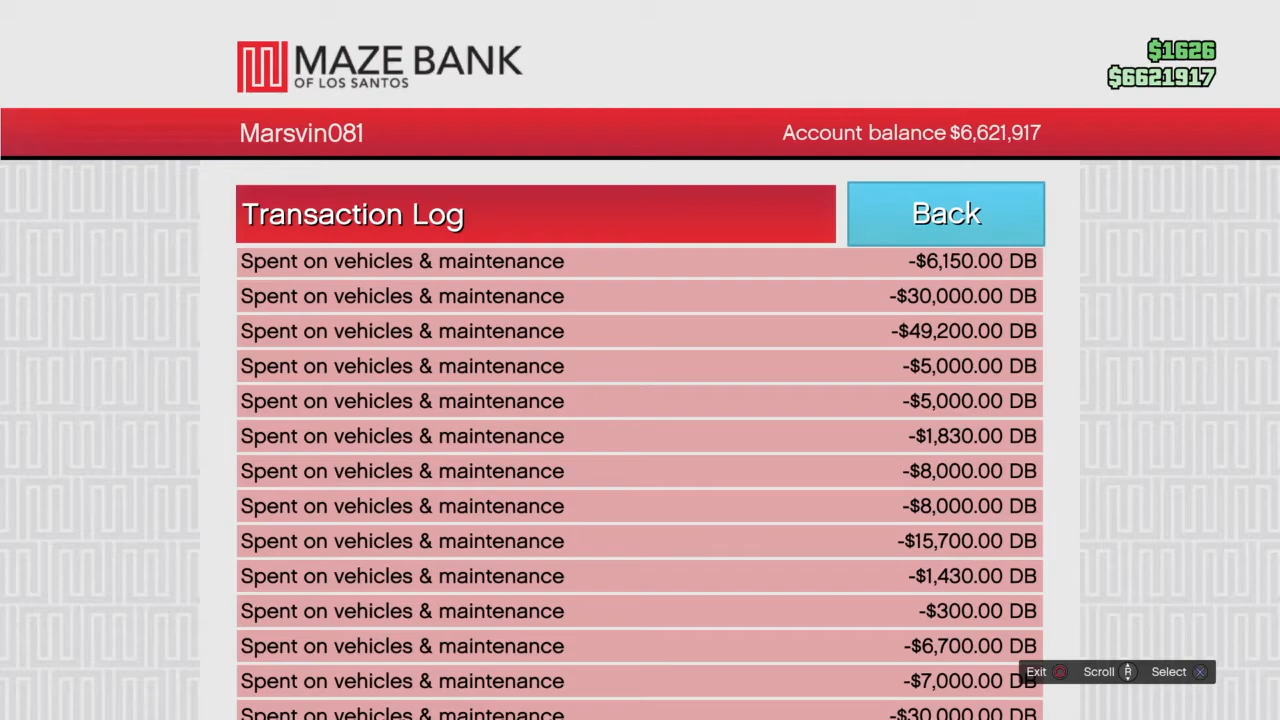 MAZE BANK
OF LOS SANTOS
$1626
$6621917
Marsvin081
Account balance $6,621,917
Transaction Log
Back
Spent on vehicles & maintenance -$6,150.00 DB
Spent on vehicles & maintenance -$30,000.00 DB
Spent on vehicles & maintenance -$49,200.00 DB
Spent on vehicles & maintenance -$5,000.00 DB
Spent on vehicles & maintenance -$5,000.00 DB
Spent on vehicles & maintenance -$1,830.00 DB
Spent on vehicles & maintenance -$8,000.00 DB
Spent on vehicles & maintenance -$8,000.00 DB
Spent on vehicles & maintenance -$15,700.00 DB
Spent on vehicles & maintenance -$1,430.00 DB
Spent on vehicles & maintenance -$300.00 DB
Spent on vehicles & maintenance -$6,700.00 DB
Exit Scroll R Select
Spent on vehicles & maintenance -$7,000.00 DB
Spent on vehicles & maintenance -$30,000.00 DB